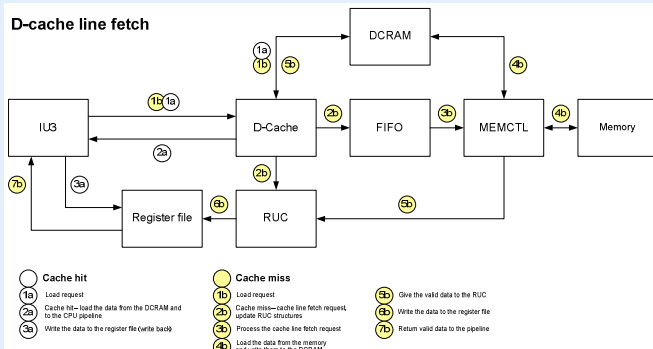 D-cache line fetch
DCRAM
1a
1b
5b
4b
1b
1a
IU3
D-Cache
2b
FIFO
3b
MEMCTL
4b
Memory
2a
2b
7b
3a
Register file
6b
RUC
5b
Cache hit
1a Load request
2a Cache hit—load the data from the DCRAM and
to the CPU pipeline
3a Write the data to the register file (write back)
Cache miss
1b Load request
2b Cache miss—cache line fetch request,
update RUC structures
3b Process the cache line fetch request
4b Load the data from the memory
and write them to the DCRAM
5b Give the valid data to the RUC
6b Write to the register file
7b Return valid data to the pipeline